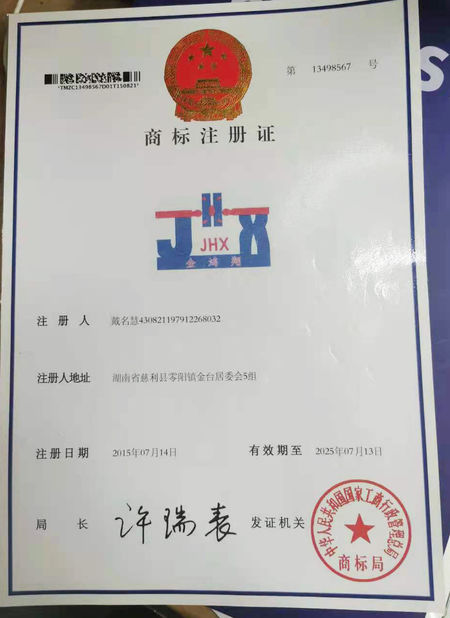 第 13498567 号
*TMZC13498567D01T150821*
商标注册证
JHX
JHX
金鸿翔
注册人 戴名慧430821197912268032
注册人地址 湖南省慈利县零阳镇金台居委会5组
注册日期 2015年07月14日 有效期至 2025年07月13日
局长 许瑞表 发证机关
中华人民共和国国家工商行政管理总局
商标局
S